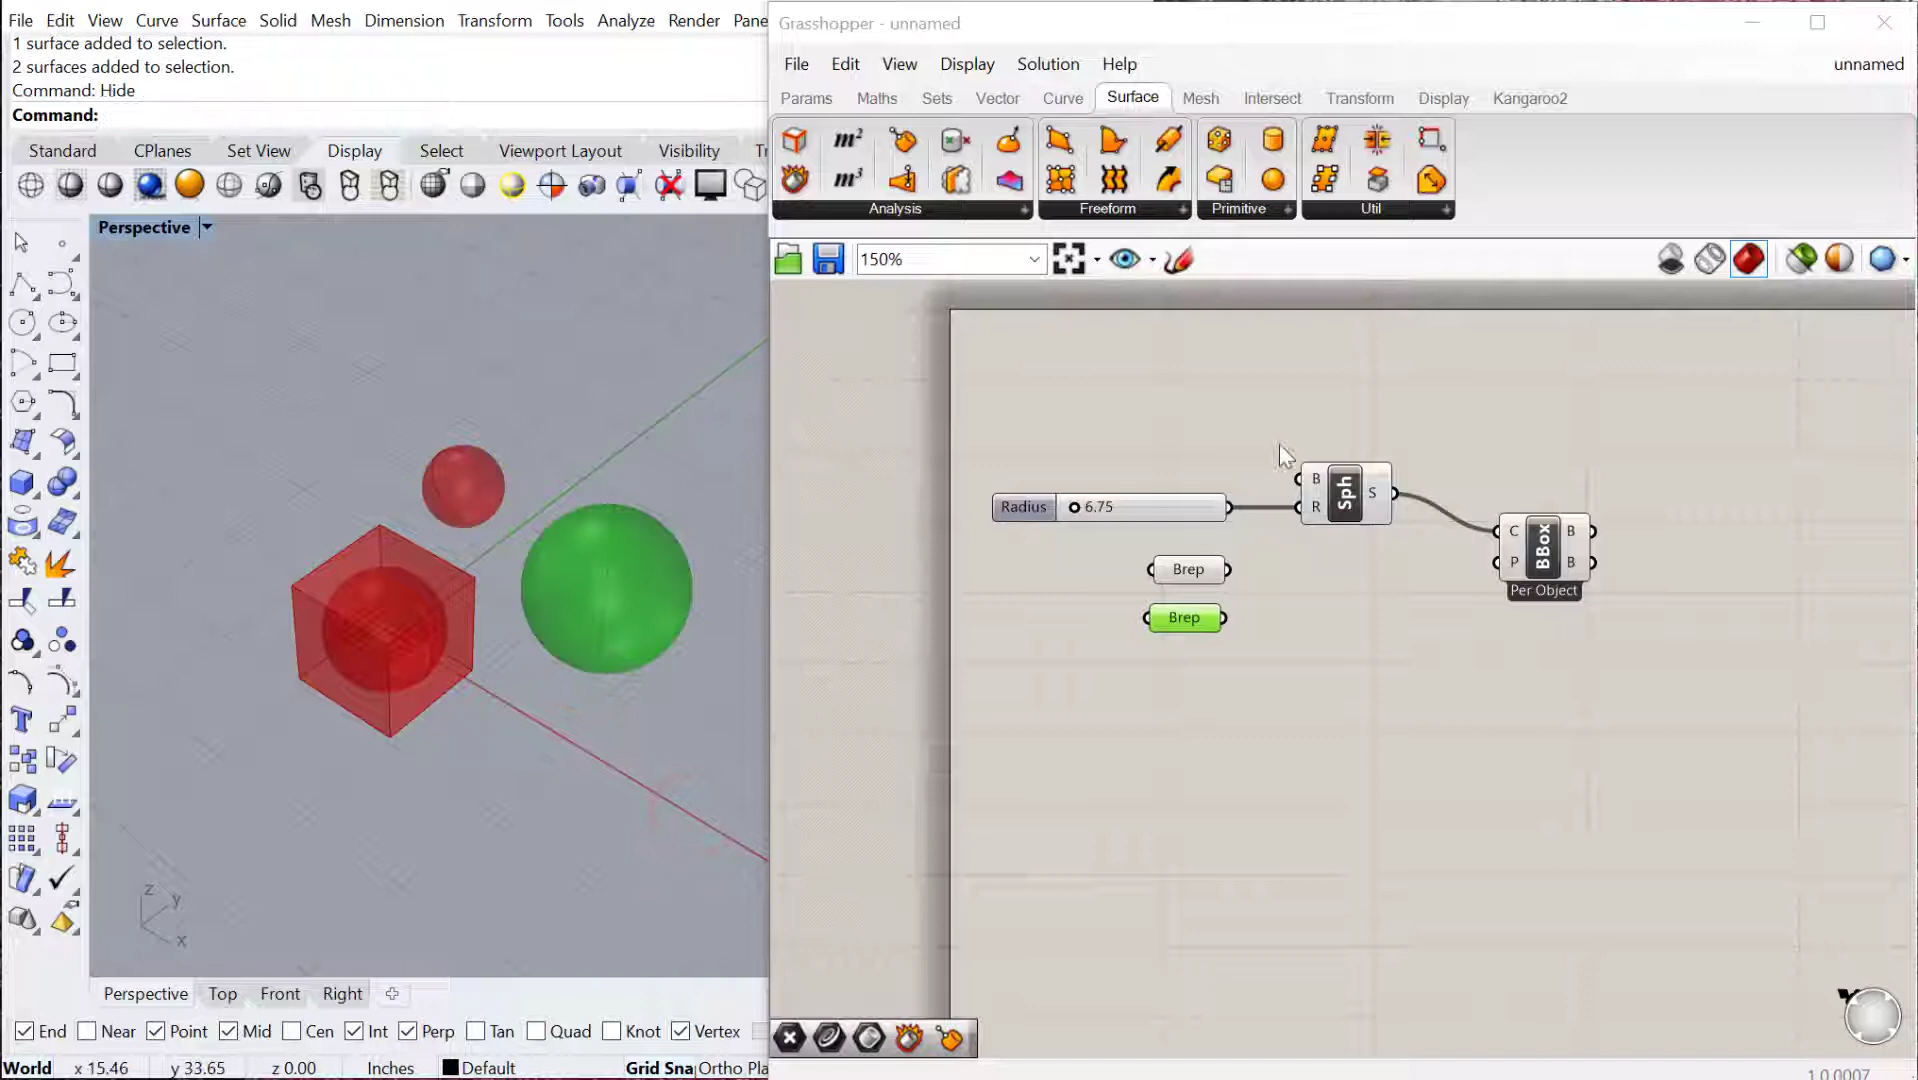 File Edit View Curve Surface Solid Mesh Dimension Transform Tools Analyze Render Pane
1 surface added to selection.
2 surfaces added to selection.
Command: Hide
Command:
Standard CPlanes Set View Display Select Viewport Layout Visibility Tr
Perspective
z
y
x
Perspective Top Front Right
End Near Point Mid Cen Int Perp Tan Quad Knot Vertex
World x 15.46 y 33.65 z 0.00 Inches Default Grid Sna Ortho Pla
Grasshopper - unnamed
File Edit View Display Solution Help unnamed
Params Maths Sets Vector Curve Surface Mesh Intersect Transform Display Kangaroo2
m²
m³
Analysis Freeform Primitive Util
150%
Radius 6.75
B R Sph S
C P BBox B B
Per Object
Brep
Brep
1.0.0007